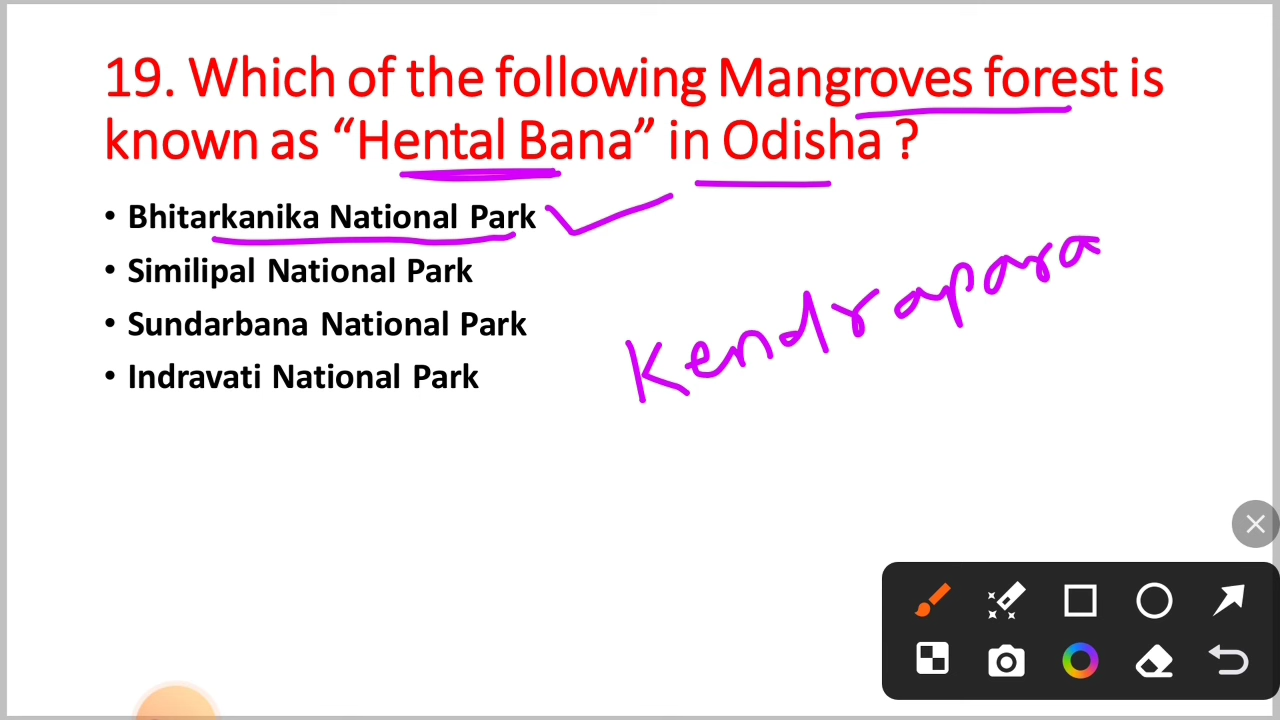 19. Which of the following Mangroves forest is
known as “Hental Bana” in Odisha ?
• Bhitarkanika National Park
• Similipal National Park
• Sundarbana National Park
• Indravati National Park
Kendrapara